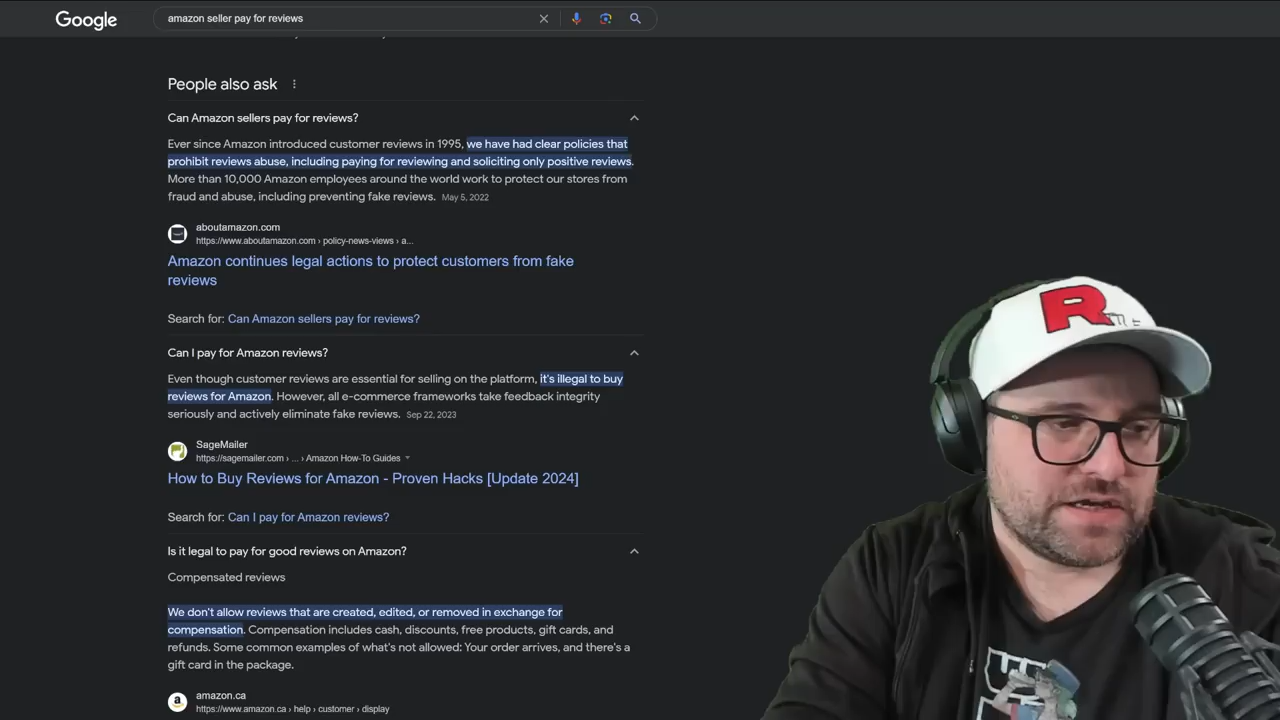 Google
amazon seller pay for reviews
People also ask
Can Amazon sellers pay for reviews?
Ever since Amazon introduced customer reviews in 1995, we have had clear policies that
prohibit reviews abuse, including paying for reviewing and soliciting only positive reviews.
More than 10,000 Amazon employees around the world work to protect our stores from
fraud and abuse, including preventing fake reviews. May 5, 2022
aboutamazon.com
https://www.aboutamazon.com › policy-news-views › a...
Amazon continues legal actions to protect customers from fake
reviews
Search for: Can Amazon sellers pay for reviews?
Can I pay for Amazon reviews?
Even though customer reviews are essential for selling on the platform, it's illegal to buy
reviews for Amazon. However, all e-commerce frameworks take feedback integrity
seriously and actively eliminate fake reviews. Sep 22, 2023
SageMailer
https://sagemailer.com › ... › Amazon How-To Guides
How to Buy Reviews for Amazon - Proven Hacks [Update 2024]
Search for: Can I pay for Amazon reviews?
Is it legal to pay for good reviews on Amazon?
Compensated reviews
We don't allow reviews that are created, edited, or removed in exchange for
compensation. Compensation includes cash, discounts, free products, gift cards, and
refunds. Some common examples of what's not allowed: Your order arrives, and there's a
gift card in the package.
amazon.ca
https://www.amazon.ca › help › customer › display
R